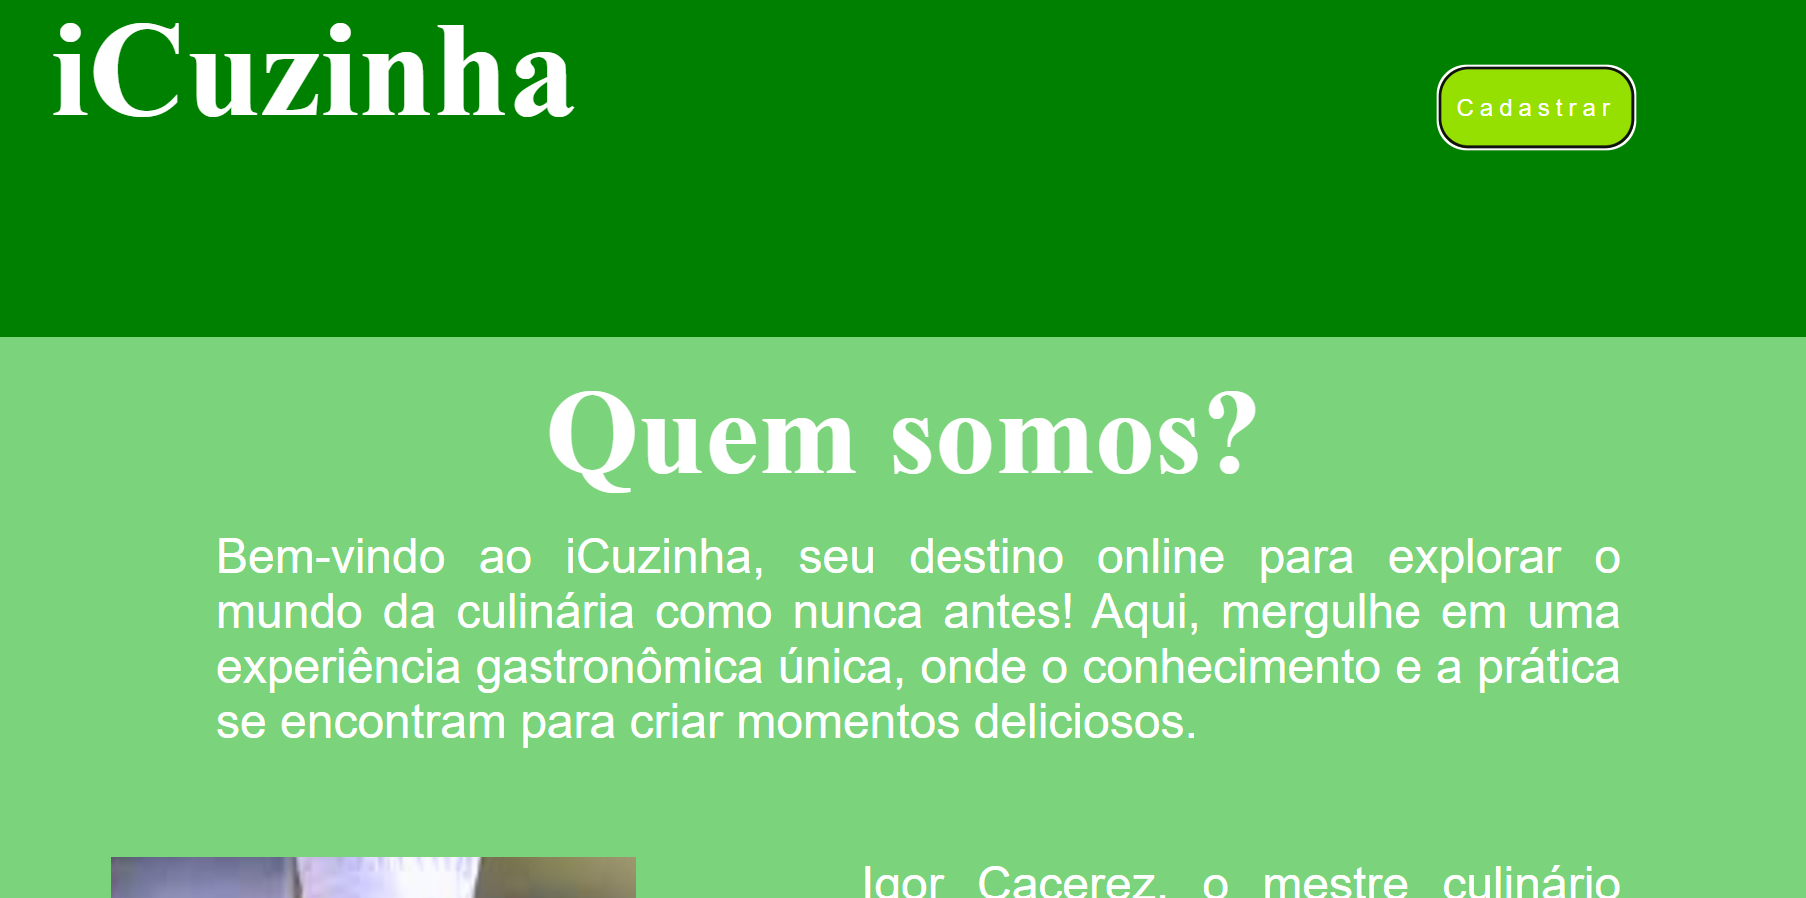 iCuzinha
Cadastrar
Quem somos?
Bem-vindo ao iCuzinha, seu destino online para explorar o
mundo da culinária como nunca antes! Aqui, mergulhe em uma
experiência gastronômica única, onde o conhecimento e a prática
se encontram para criar momentos deliciosos.
Igor Cacerez, o mestre culinário